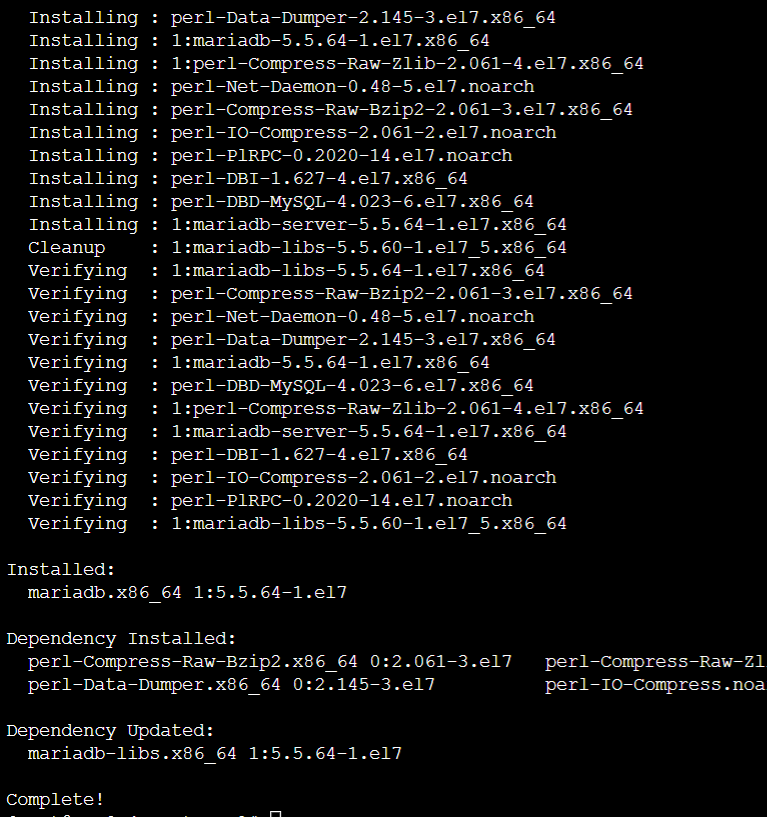 Installing : perl-Data-Dumper-2.145-3.el7.x86_64
Installing : 1:mariadb-5.5.64-1.el7.x86_64
Installing : 1:perl-Compress-Raw-Zlib-2.061-4.el7.x86_64
Installing : perl-Net-Daemon-0.48-5.el7.noarch
Installing : perl-Compress-Raw-Bzip2-2.061-3.el7.x86_64
Installing : perl-IO-Compress-2.061-2.el7.noarch
Installing : perl-PlRPC-0.2020-14.el7.noarch
Installing : perl-DBI-1.627-4.el7.x86_64
Installing : perl-DBD-MySQL-4.023-6.el7.x86_64
Installing : 1:mariadb-server-5.5.64-1.el7.x86_64
Cleanup    : 1:mariadb-libs-5.5.60-1.el7_5.x86_64
Verifying  : 1:mariadb-libs-5.5.64-1.el7.x86_64
Verifying  : perl-Compress-Raw-Bzip2-2.061-3.el7.x86_64
Verifying  : perl-Net-Daemon-0.48-5.el7.noarch
Verifying  : perl-Data-Dumper-2.145-3.el7.x86_64
Verifying  : 1:mariadb-5.5.64-1.el7.x86_64
Verifying  : perl-DBD-MySQL-4.023-6.el7.x86_64
Verifying  : 1:perl-Compress-Raw-Zlib-2.061-4.el7.x86_64
Verifying  : 1:mariadb-server-5.5.64-1.el7.x86_64
Verifying  : perl-DBI-1.627-4.el7.x86_64
Verifying  : perl-IO-Compress-2.061-2.el7.noarch
Verifying  : perl-PlRPC-0.2020-14.el7.noarch
Verifying  : 1:mariadb-libs-5.5.60-1.el7_5.x86_64
Installed:
mariadb.x86_64 1:5.5.64-1.el7
Dependency Installed:
perl-Compress-Raw-Bzip2.x86_64 0:2.061-3.el7   perl-Compress-Raw-Zl
perl-Data-Dumper.x86_64 0:2.145-3.el7          perl-IO-Compress.noa
Dependency Updated:
mariadb-libs.x86_64 1:5.5.64-1.el7
Complete!